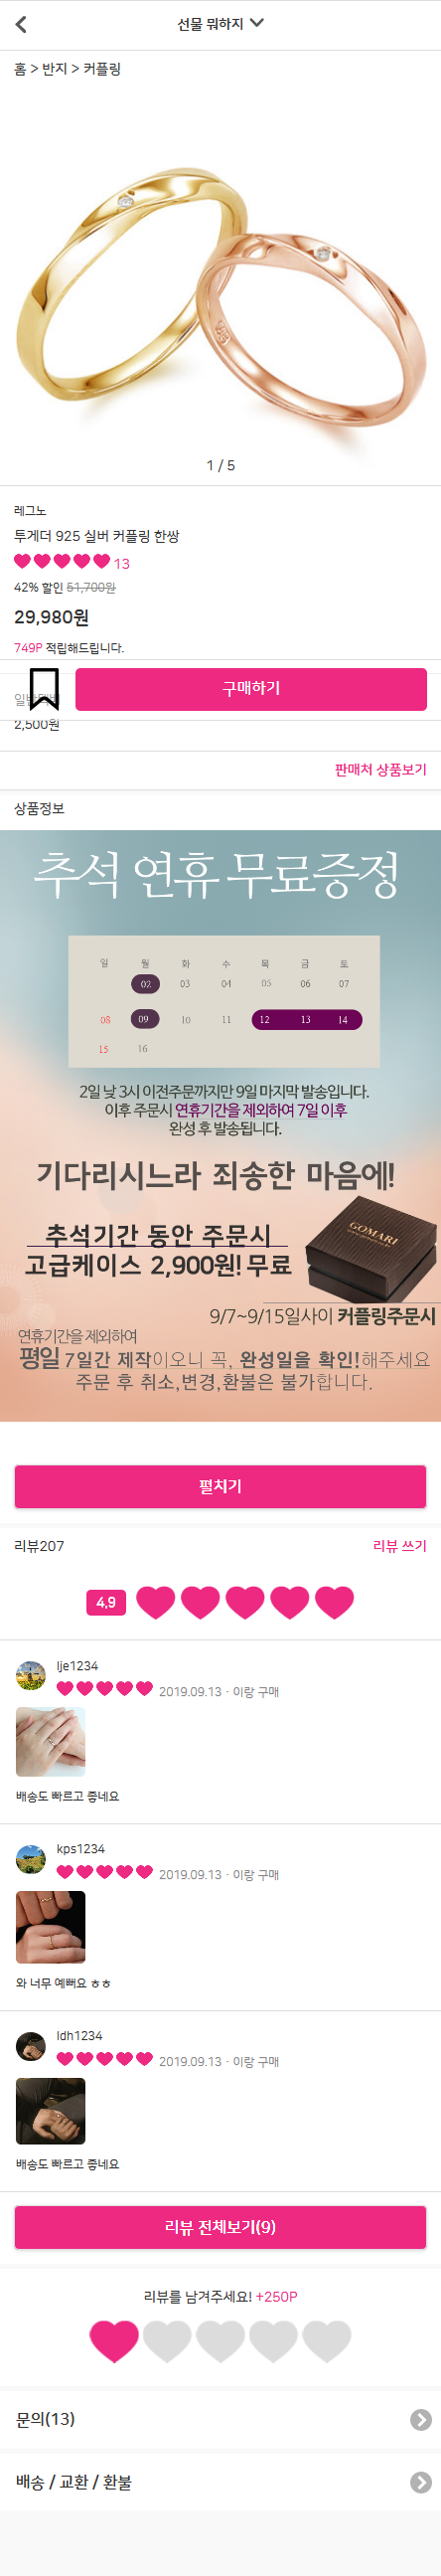 선물 뭐하지
홈 > 반지 > 커플링
1 / 5
레그노
투게더 925 실버 커플링 한쌍
13
42% 할인 51,700원
29,980원
749P 적립해드립니다.
구매하기
2,500원
판매처 상품보기
상품정보
추석 연휴 무료증정
일 월 화 수 목 금 토
02 03 04 05 06 07
08 09 10 11 12 13 14
15 16
2일 낮 3시 이전주문까지만 9일 마지막 발송입니다.
이후 주문시 연휴기간을 제외하여 7일 이후
완성 후 발송됩니다.
기다리시느라 죄송한 마음에!
추석기간 동안 주문시
고급케이스 2,900원! 무료
GOMARI
9/7~9/15일사이 커플링주문시
연휴기간을 제외하여
평일 7일간 제작이오니 꼭, 완성일을 확인!해주세요
주문 후 취소,변경,환불은 불가합니다.
펼치기
리뷰207
리뷰 쓰기
4,9
lje1234
2019.09.13 · 이랑 구매
배송도 빠르고 좋네요
kps1234
2019.09.13 · 이랑 구매
와 너무 예뻐요 ㅎㅎ
ldh1234
2019.09.13 · 이랑 구매
배송도 빠르고 좋네요
리뷰 전체보기(9)
리뷰를 남겨주세요! +250P
문의(13)
배송 / 교환 / 환불